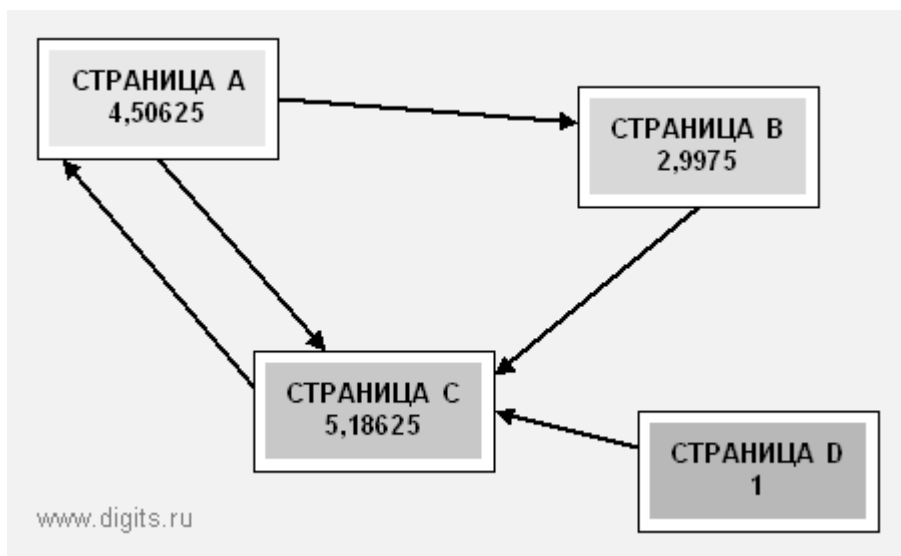 СТРАНИЦА A
4,50625
СТРАНИЦА B
2,9975
СТРАНИЦА C
5,18625
СТРАНИЦА D
1
www.digits.ru